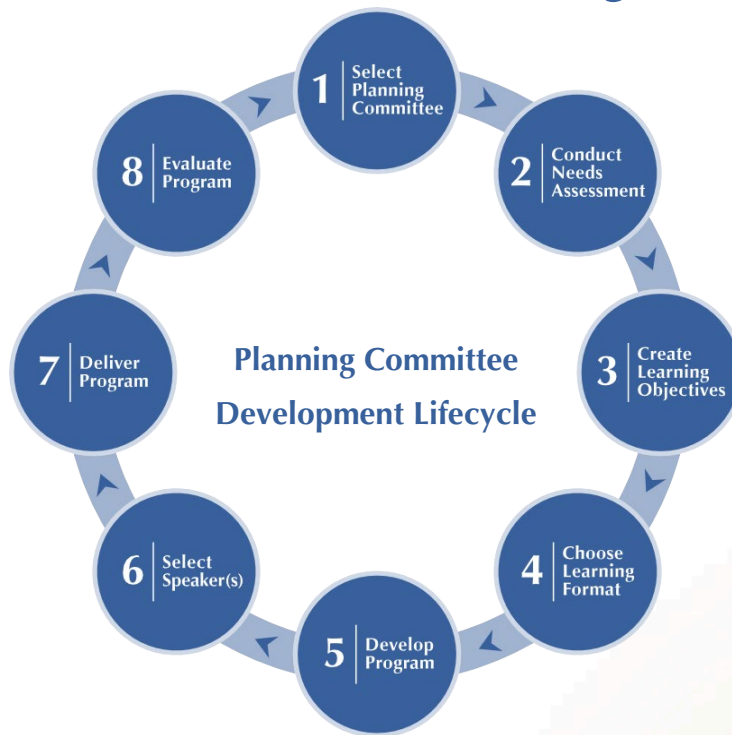 1
Select
Planning
Committee
2
Conduct
Needs
Assessment
3
Create
Learning
Objectives
4
Choose
Learning
Format
5
Develop
Program
6
Select
Speaker(s)
7
Deliver
Program
8
Evaluate
Program
Planning Committee
Development Lifecycle